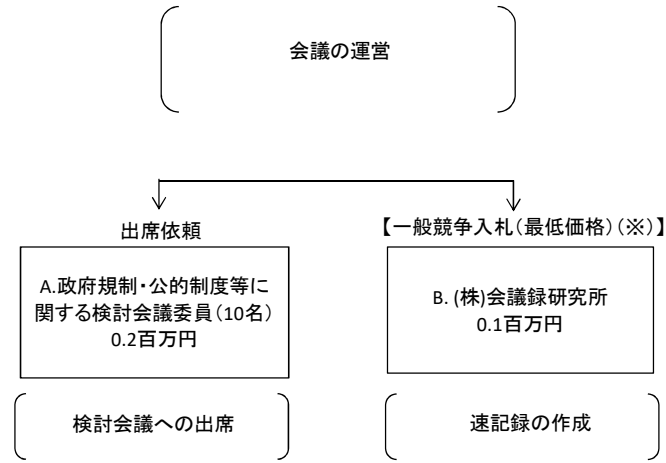 会議の運営
出席依頼
【一般競争入札(最低価格)(※)】
A.政府規制・公的制度等に
関する検討会議委員(10名)
0.2百万円
B. (株)会議録研究所
0.1百万円
検討会議への出席
速記録の作成